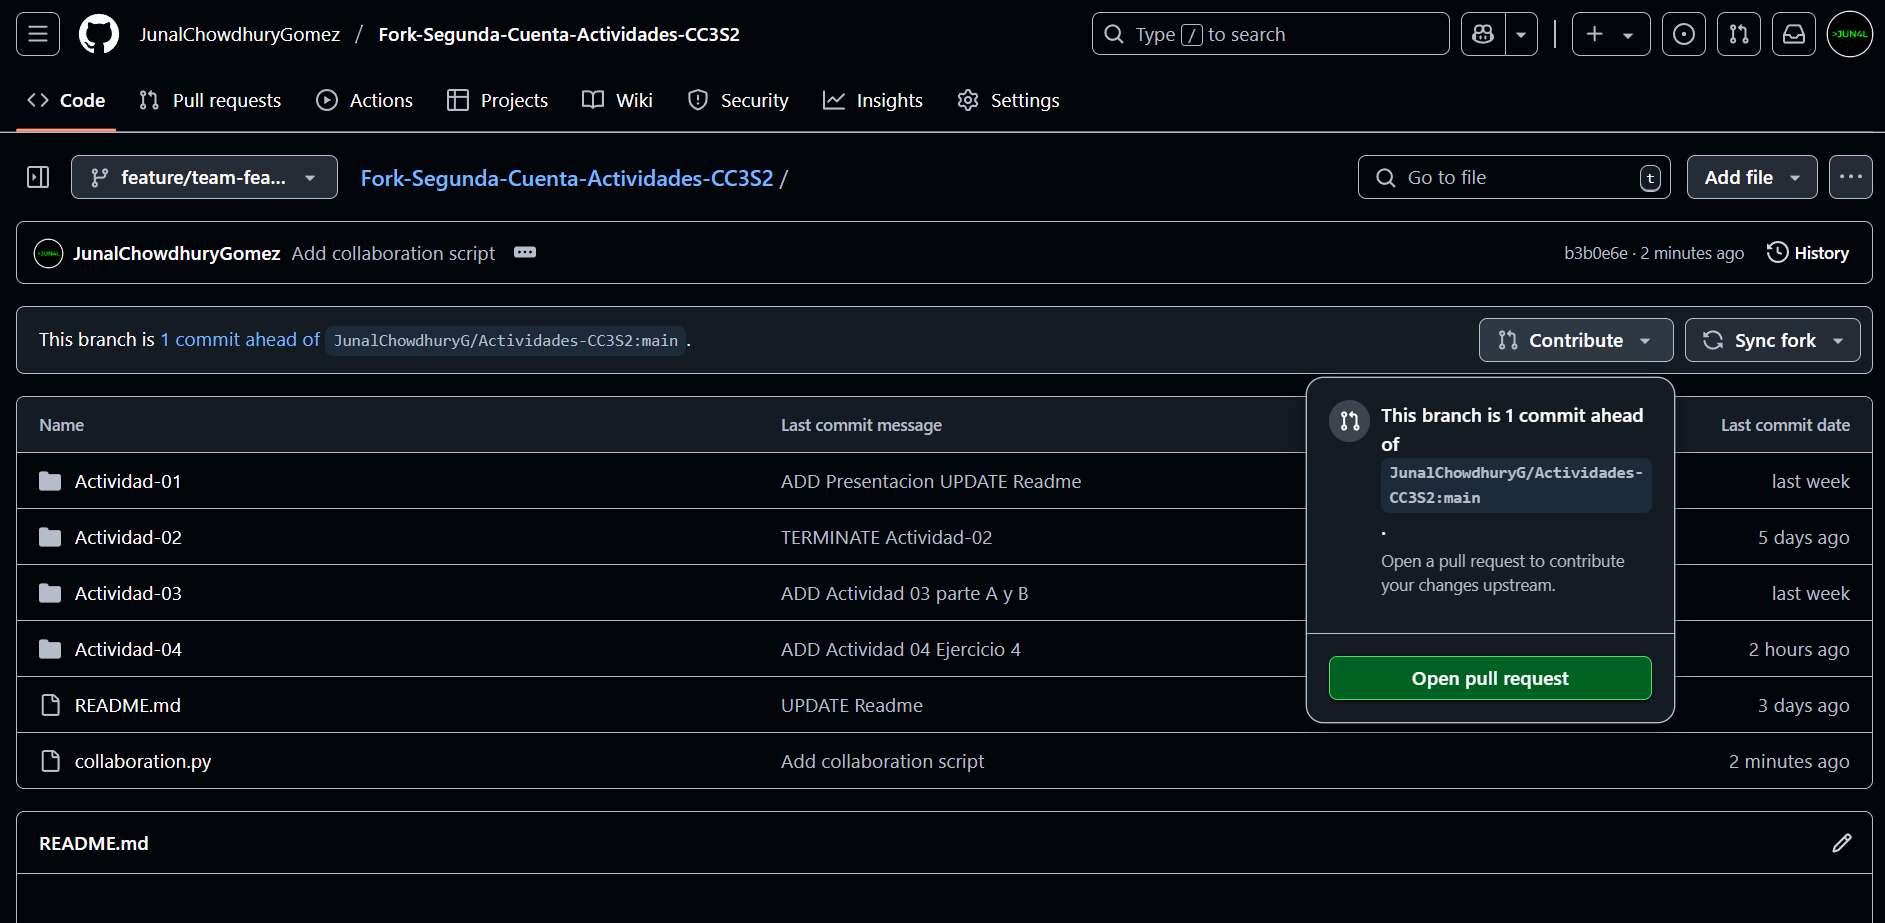 JunalChowdhuryGomez / Fork-Segunda-Cuenta-Actividades-CC3S2
Type / to search
>JUN4L
Code Pull requests Actions Projects Wiki Security Insights Settings
feature/team-fea... Fork-Segunda-Cuenta-Actividades-CC3S2 /
Go to file t Add file
JunalChowdhuryGomez Add collaboration script
b3b0e6e · 2 minutes ago History
This branch is 1 commit ahead of JunalChowdhuryG/Actividades-CC3S2:main .
Contribute Sync fork
This branch is 1 commit ahead
of
JunalChowdhuryG/Actividades-
CC3S2:main
.
Open a pull request to contribute
your changes upstream.
Open pull request
Name Last commit message Last commit date
Actividad-01 ADD Presentacion UPDATE Readme last week
Actividad-02 TERMINATE Actividad-02 5 days ago
Actividad-03 ADD Actividad 03 parte A y B last week
Actividad-04 ADD Actividad 04 Ejercicio 4 2 hours ago
README.md UPDATE Readme 3 days ago
collaboration.py Add collaboration script 2 minutes ago
README.md